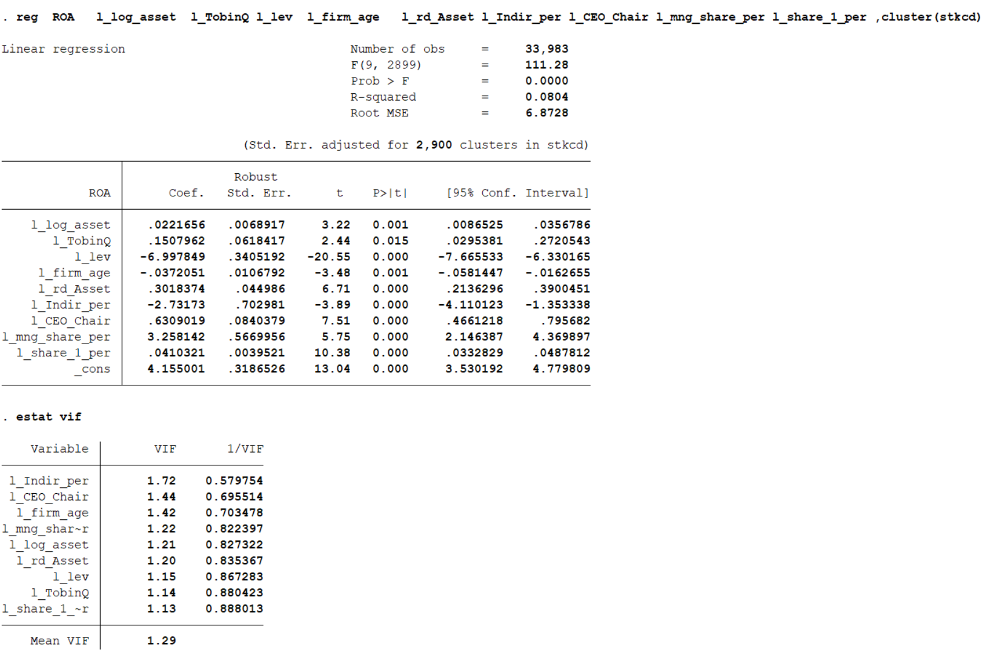 . reg ROA l_log_asset l_TobinQ l_lev l_firm_age l_rd_Asset l_Indir_per l_CEO_Chair l_mng_share_per l_share_1_per ,cluster(stkcd)
Linear regression Number of obs = 33,983
F(9, 2899) = 111.28
Prob > F = 0.0000
R-squared = 0.0804
Root MSE = 6.8728
(Std. Err. adjusted for 2,900 clusters in stkcd)
Robust
ROA Coef. Std. Err. t P>|t| [95% Conf. Interval]
l_log_asset .0221656 .0068917 3.22 0.001 .0086525 .0356786
l_TobinQ .1507962 .0618417 2.44 0.015 .0295381 .2720543
l_lev -6.997849 .3405192 -20.55 0.000 -7.665533 -6.330165
l_firm_age -.0372051 .0106792 -3.48 0.001 -.0581447 -.0162655
l_rd_Asset .3018374 .044986 6.71 0.000 .2136296 .3900451
l_Indir_per -2.73173 .702981 -3.89 0.000 -4.110123 -1.353338
l_CEO_Chair .6309019 .0840379 7.51 0.000 .4661218 .795682
l_mng_share_per 3.258142 .5669956 5.75 0.000 2.146387 4.369897
l_share_1_per .0410321 .0039521 10.38 0.000 .0332829 .0487812
_cons 4.155001 .3186526 13.04 0.000 3.530192 4.779809
. estat vif
Variable VIF 1/VIF
l_Indir_per 1.72 0.579754
l_CEO_Chair 1.44 0.695514
l_firm_age 1.42 0.703478
l_mng_shar~r 1.22 0.822397
l_log_asset 1.21 0.827322
l_rd_Asset 1.20 0.835367
l_lev 1.15 0.867283
l_TobinQ 1.14 0.880423
l_share_1_~r 1.13 0.888013
Mean VIF 1.29